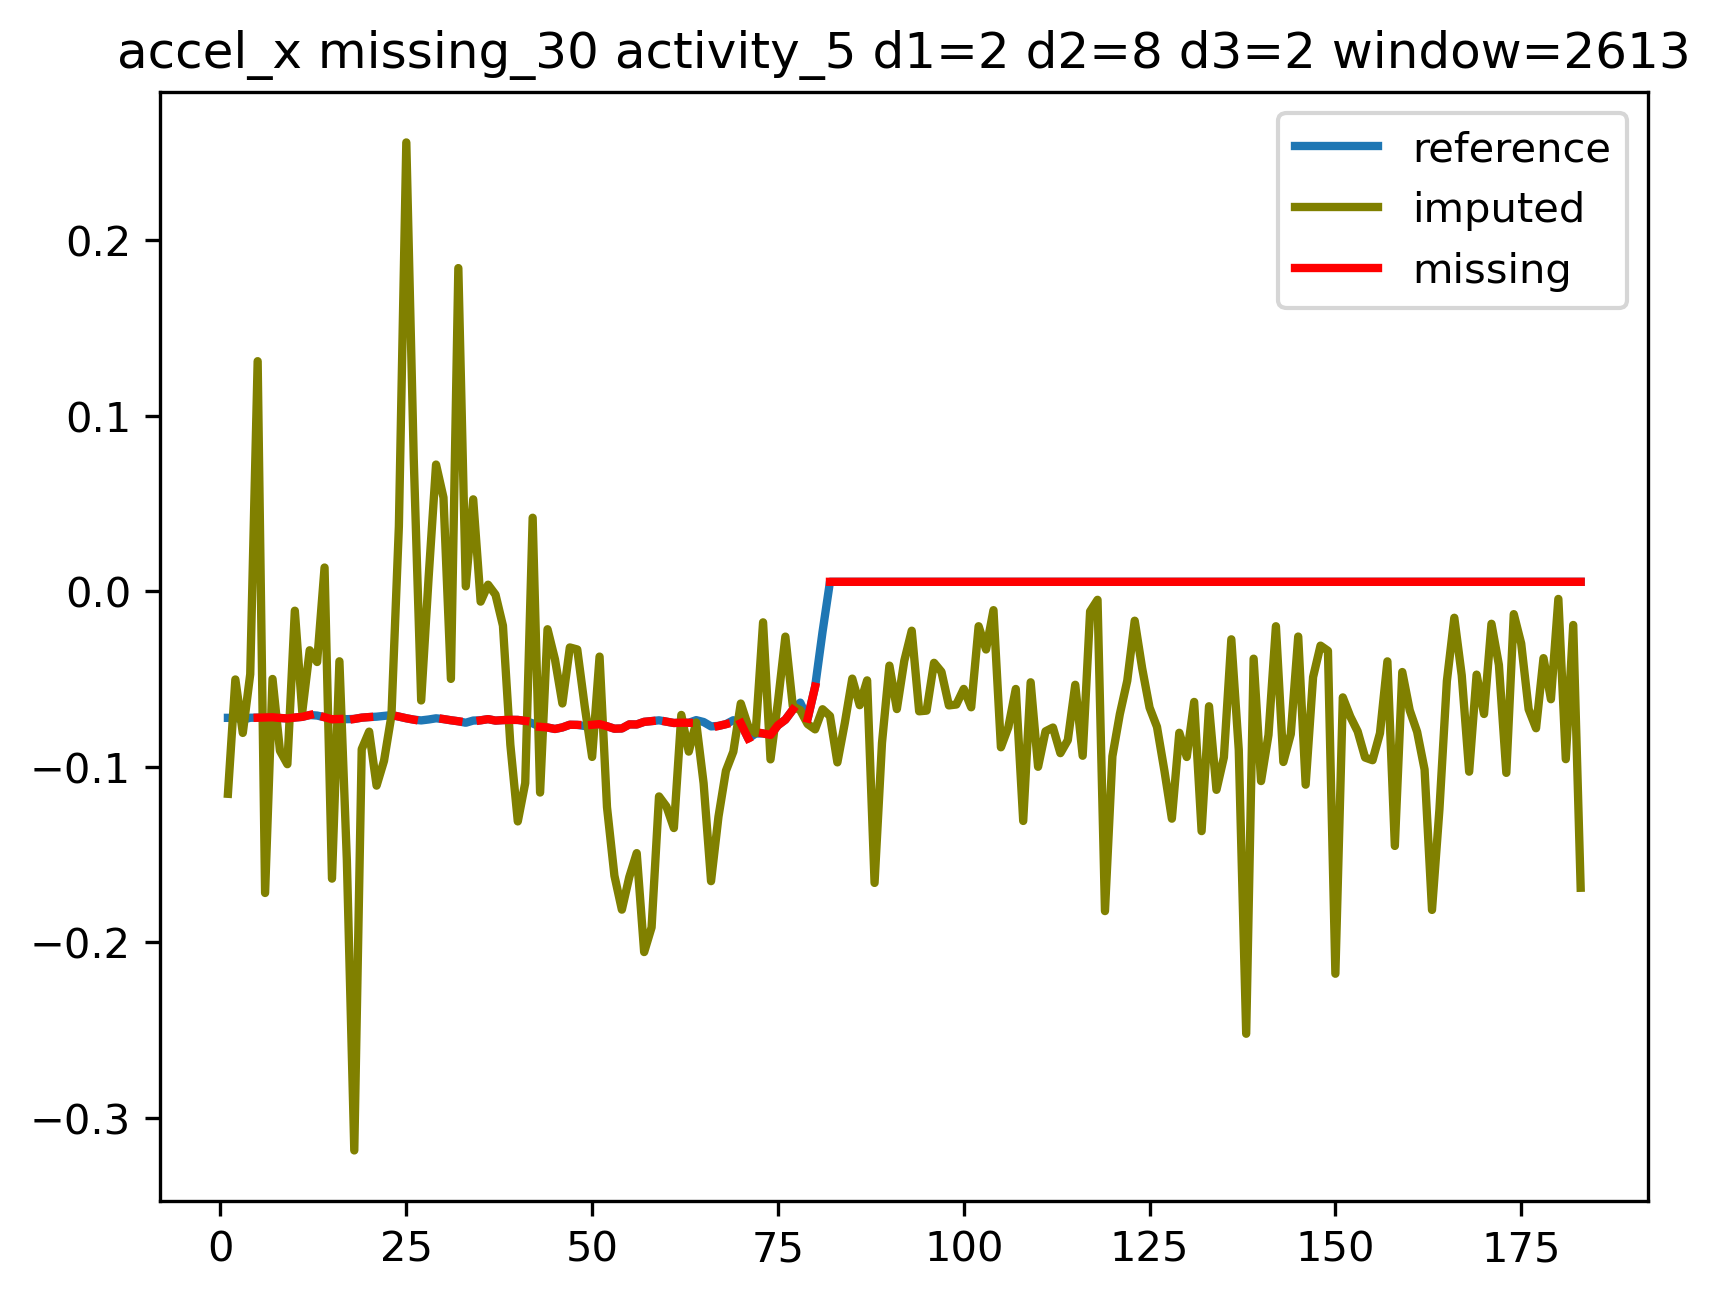 accel_x missing_30 activity_5 d1=2 d2=8 d3=2 window=2613
reference
imputed
missing
0.2
0.1
0.0
−0.1
−0.2
−0.3
0 25 50 75 100 125 150 175